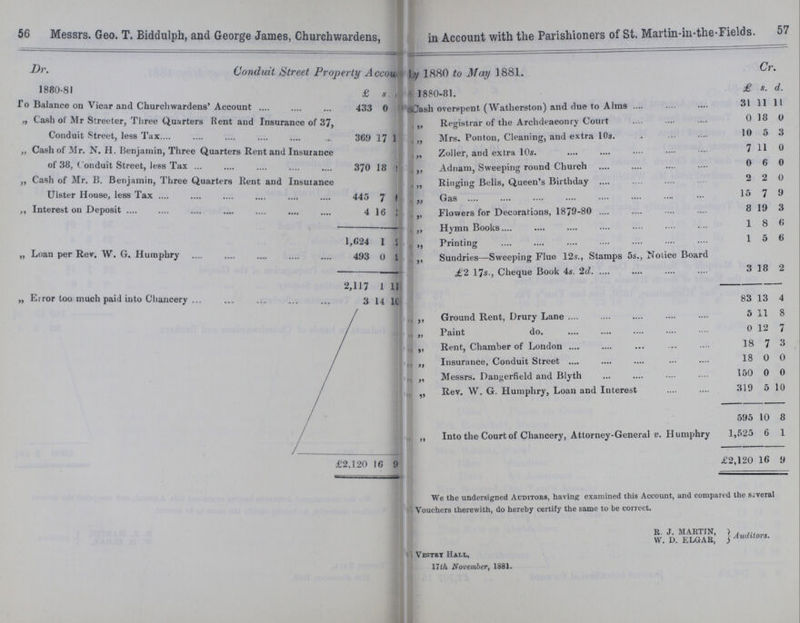 56 Messrs. Geo. T. Biddulph, and George James, Churchwardens,
Dr. Conduit Street Property Accou
1880-81 £ s.
To Balance on Vicar and Churchwardens' Account .... .... .... 433 0
„ Cash of Mr Streeter, Three Quarters Rent and Insurance of 37,
Conduit Street, less Tax.... .... .... .... .... 369 17 1
„ Cash of Mr. N. H. Benjamin, Three Quarters Rent and Insurance
of 38, Conduit Street, less Tax ... .... .... .... .... 370 18
„ Cash of Mr. B. Benjamin, Three Quarters Rent and Insurance
Ulster House, less Tax .... .... .... .... .... .... 445 7
„ Interest on Deposit .... .... .... .... .... .... 4 16
1,624 1
„ Loan per Rev. W. G. Humphry .... .... .... .... 493 0
2,117 1 11
„ Error too much paid into Chancery ... ... ... ... ... 3 14 10
£2,120 16 9
in Account with the Parishioners of St. Martin-in-the-Fields. 57
by 1880 to May 1881. Cr.
1880-81. £ s. d.
Cash overspent (Watherston) and due to Alms .... .... .... 31 11 11
„ Registrar of the Archdeaconry Court .... .... .... 0 18 0
„ Mrs. Ponton, Cleaning, and extra 10s. . .... .... .... 10 5 3
„ Zoller, and extra 10s. .... .... .... .... .... 7 11 0
„ Adnam, Sweeping round Church .... .... .... .... 0 6 0
„ Ringing Bells, Queen's Birthday .... .... .... .... 2 2 0
„ Gas .... .... .... .... .... .... .... .... 15 7 9
„ Flowers for Decorations, 1879-80 .... .... .... .... 8 19 3
„ Hymn Books.... .... .... .... .... .... .... 1 8 6
„ Printing .... .... .... .... .... .... .... 1 5 6
„ Sundries—Sweeping Flue 12s., Stamps 5s., Notice Board
£2 17s., Cheque Book 4s. 2d. .... .... .... .... .... 3 18 2
83 13 4
„ Ground Rent, Drury Lane .... .... .... .... .... 5 11 8
„ Paint do. .... .... .... .... .... 0 12 7
„ Rent, Chamber of London .... .... ... ... .... 18 7 3
„ Insurance, Conduit Street .... .... .... ... .... 18 0 0
„ Messrs. Dangerfield and Blyth ... .... .... .... .... 150 0 0
„ Rev. W. G. Humphry, Loan and Interest .... .... 319 5 10
595 10 8
„ Into the Court of Chancery, Attorney-General v. Humphry 1,525 6 1
£2,120 16 9
We the undersigned Auditors, having examined this Account, and compared the several
Vouchers therewith, do hereby certify the same to be correct.
R. J. MARTIN, } Auditors.
W. D. ELGAR, }
Vestry Hall,
17th November, 1881.